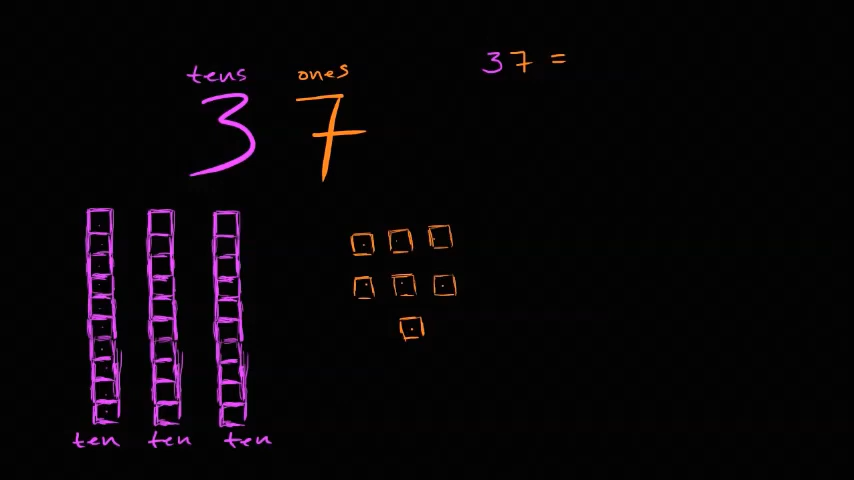 tens ones
37 =
3 7
ten ten ten